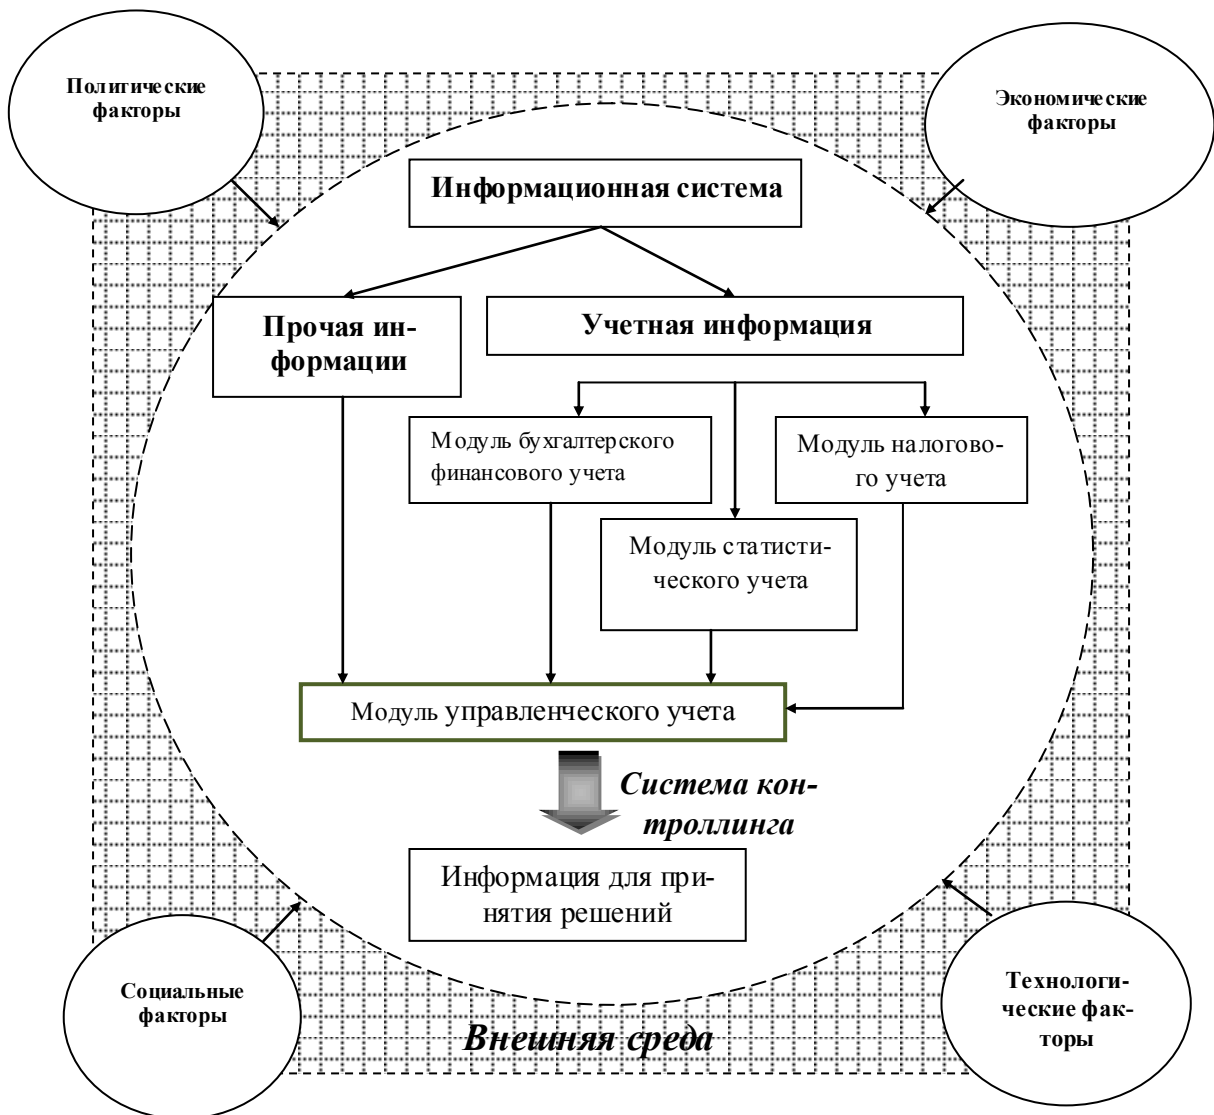 Политические
факторы
Экономические
факторы
Информационная система
Прочая ин-
формации
Учетная информация
Модуль бухгалтерского
финансового учета
Модуль налогово-
го учета
Модуль статисти-
ческого учета
Модуль управленческого учета
Система кон-
троллинга
Информация для при-
нятия решений
Социальные
факторы
Технологи-
ческие фак-
торы
Внешняя среда